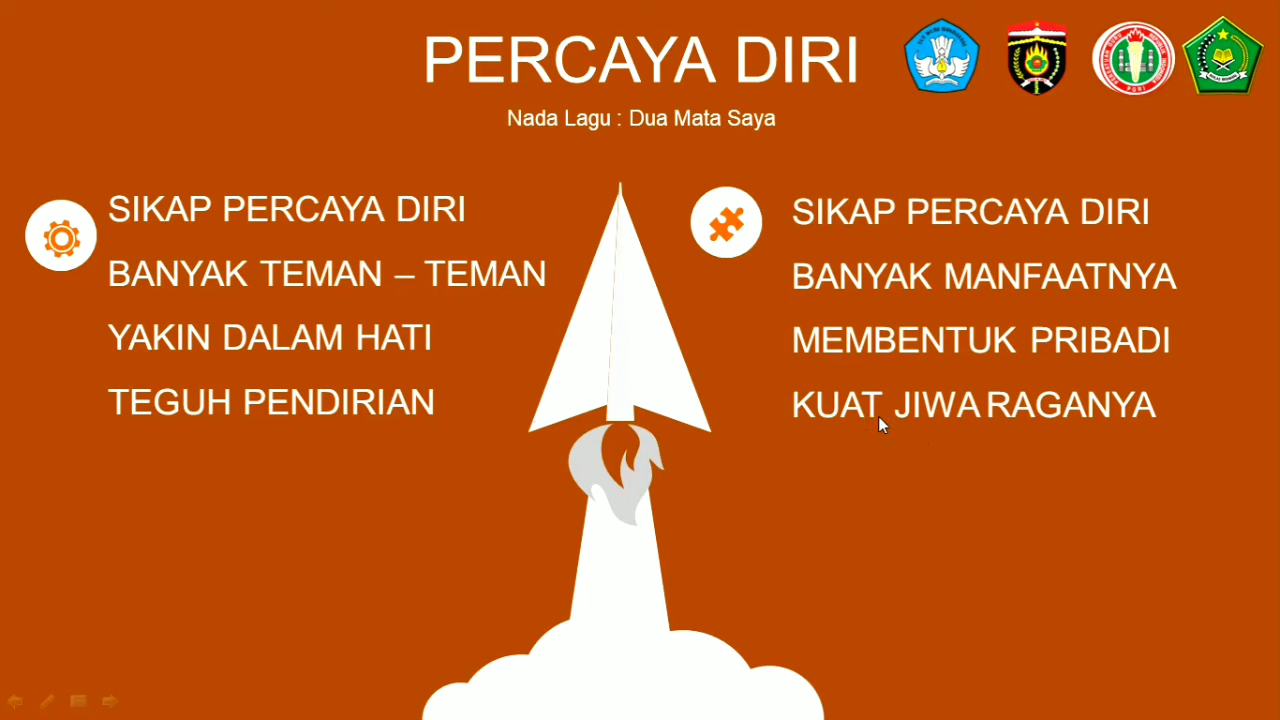 PERCAYA DIRI
Nada Lagu : Dua Mata Saya
SIKAP PERCAYA DIRI
BANYAK TEMAN – TEMAN
YAKIN DALAM HATI
TEGUH PENDIRIAN
SIKAP PERCAYA DIRI
BANYAK MANFAATNYA
MEMBENTUK PRIBADI
KUAT JIWA RAGANYA
PGRI